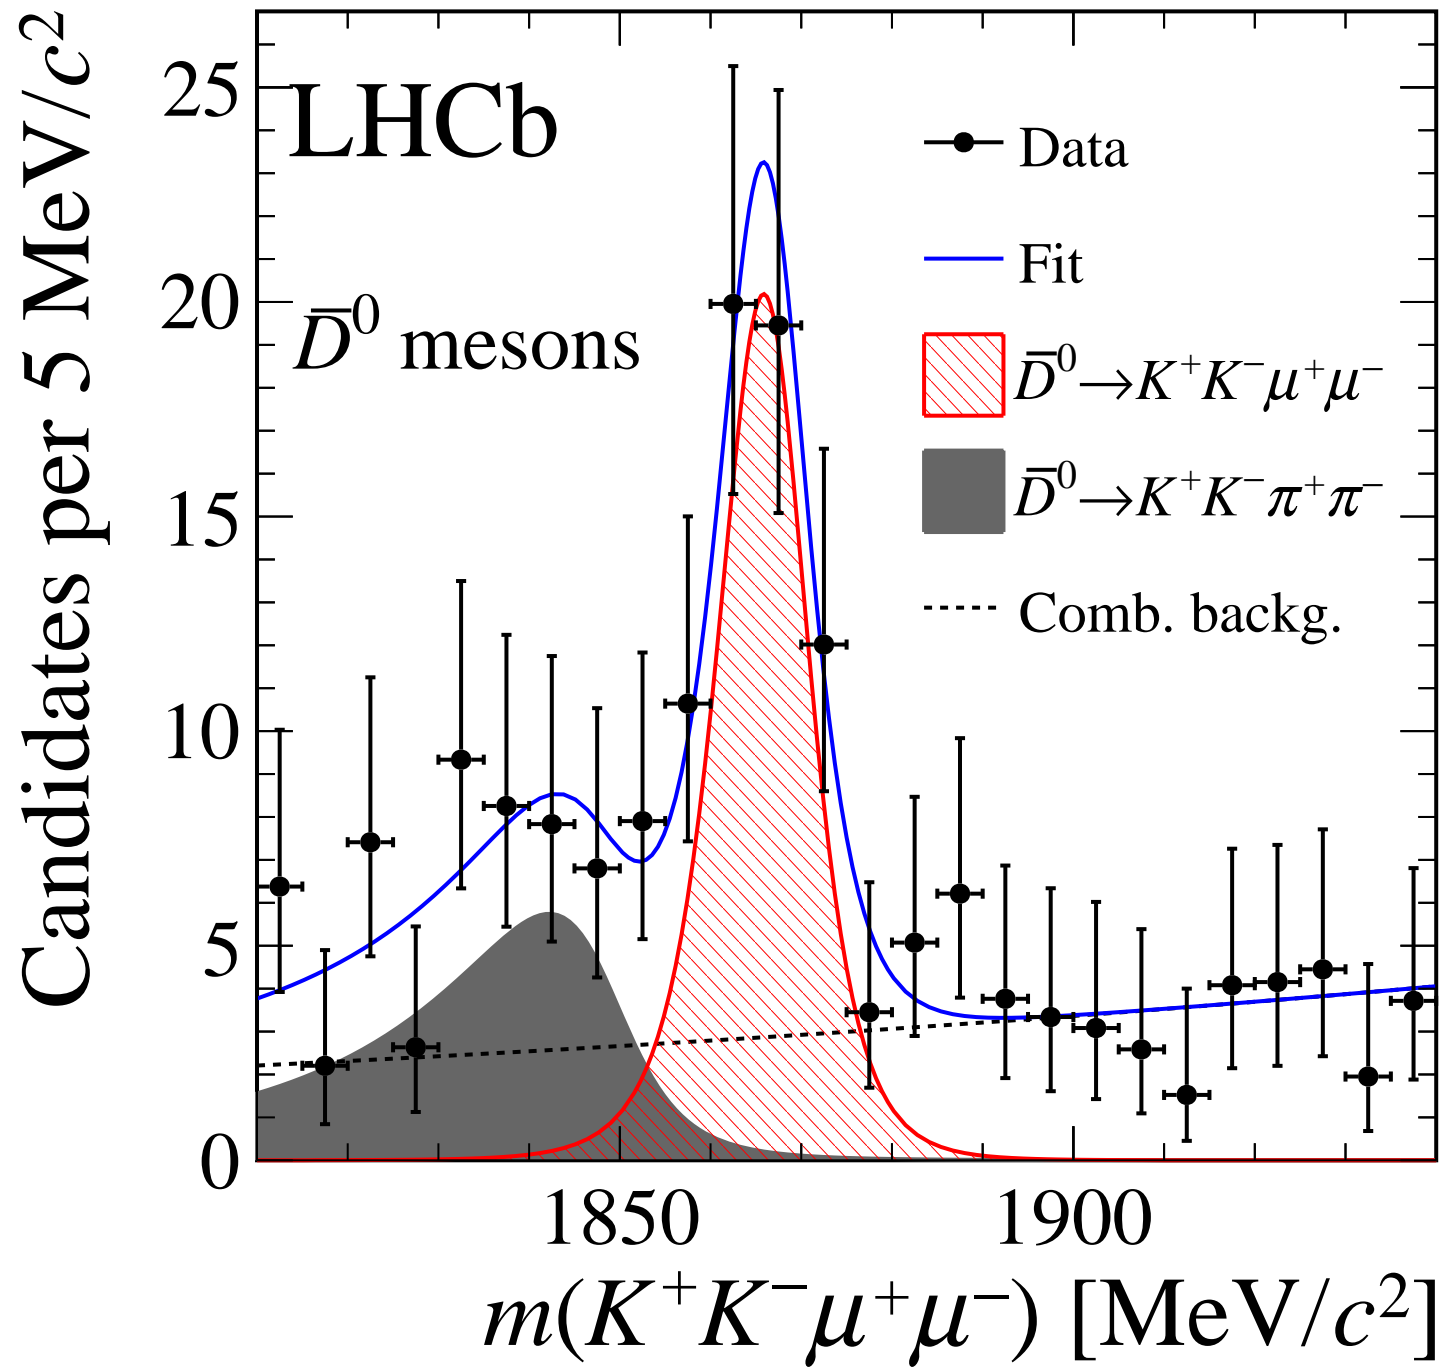 Candidates per 5 MeV/c²
25
20
15
10
5
0
LHCb
D̅⁰ mesons
Data
Fit
D̅⁰→K⁺K⁻μ⁺μ⁻
D̅⁰→K⁺K⁻π⁺π⁻
Comb. backg.
1850 1900
m(K⁺K⁻μ⁺μ⁻) [MeV/c²]